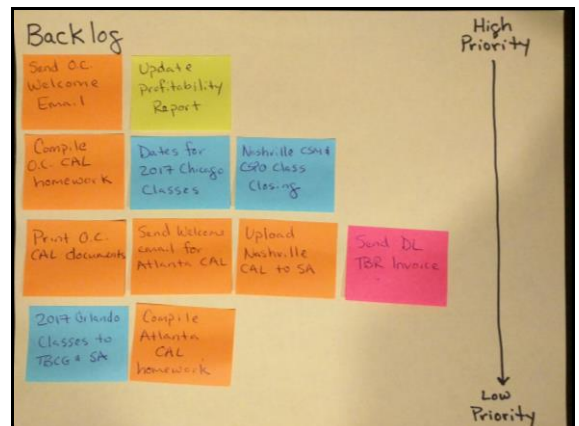 Backlog
High
Priority
Send O.C.
Welcome
Email
Update
profitability
Report
Compile
O.C. CAL
homework
Dates for
2017 Chicago
Classes
Nashville CSM &
CSPO Class
Closing
Print O.C.
CAL documents
Send Welcome
email for
Atlanta CAL
Upload
Nashville
CAL to SA
Send DL
TBR Invoice
2017 Orlando
Classes to
TBCG & SA
Compile
Atlanta
CAL
homework
Low
Priority